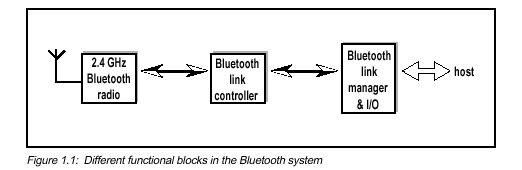 2.4 GHz
Bluetooth
radio
Bluetooth
link
controller
Bluetooth
link
manager
& I/O
host
Figure 1.1: Different functional blocks in the Bluetooth system